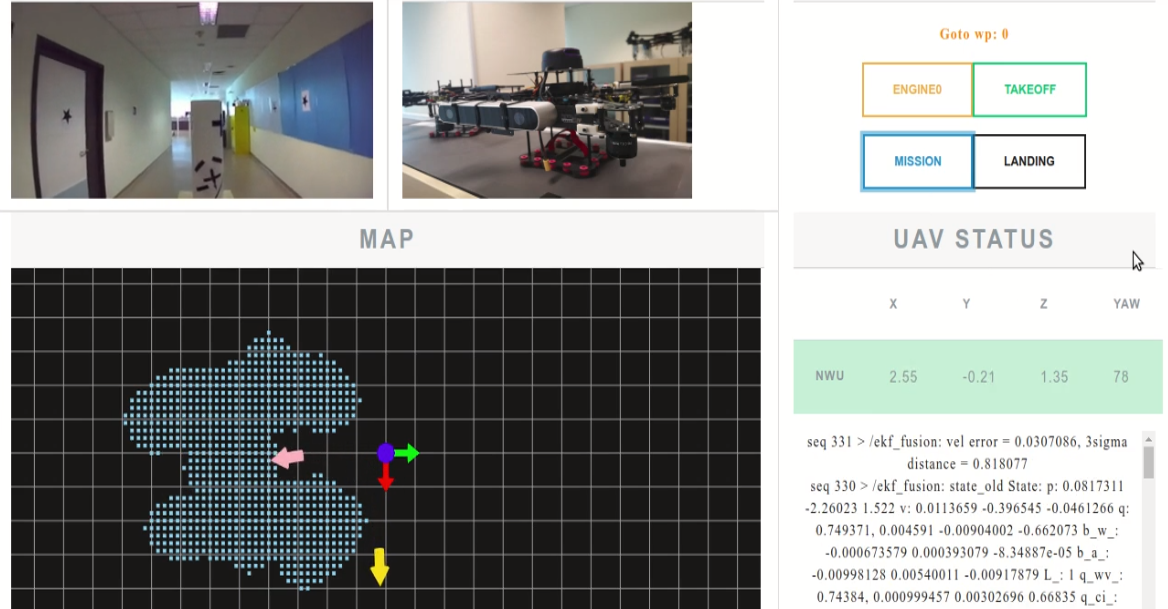 Goto wp: 0
ENGINE0 TAKEOFF
MISSION LANDING
MAP
UAV STATUS
X Y Z YAW
NWU 2.55 -0.21 1.35 78
seq 331 > /ekf_fusion: vel error = 0.0307086, 3sigma
distance = 0.818077
seq 330 > /ekf_fusion: state_old State: p: 0.0817311
-2.26023 1.522 v: 0.0113659 -0.396545 -0.0461266 q:
0.749371, 0.004591 -0.00904002 -0.662073 b_w_:
-0.000673579 0.000393079 -8.34887e-05 b_a_:
-0.00998128 0.00540011 -0.00917879 L_: 1 q_wv_:
0.74384, 0.000999457 0.00302696 0.66835 q_ci_: